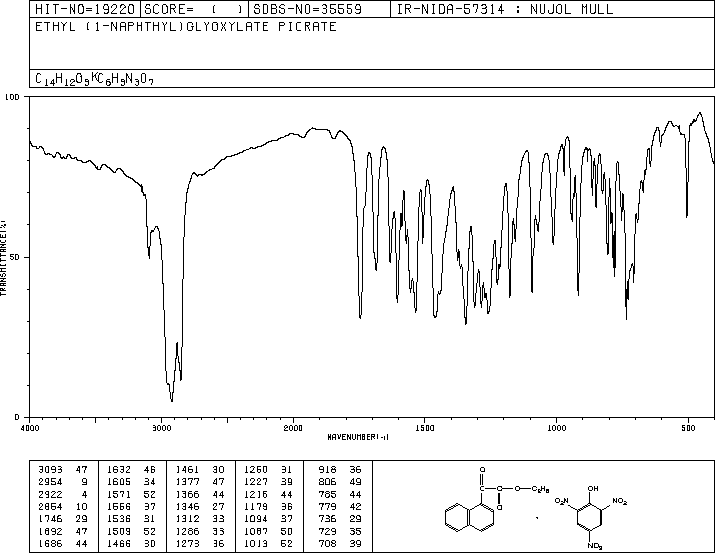 HIT-NO=19220 SCORE= ( ) SDBS-NO=35559 IR-NIDA-57314 : NUJOL MULL
ETHYL (1-NAPHTHYL)GLYOXYLATE PICRATE
C14H12O3KC6H3N3O7
100
50
0
TRANSMITTANCE(%)
4000 3000 2000 1500 1000 500
WAVENUMBER(-1)
3093 47 1632 46 1461 30 1260 31 918 36
2954 9 1605 34 1377 47 1227 39 806 49
2922 4 1571 52 1366 44 1216 44 785 44
2854 10 1556 37 1346 27 1179 36 779 42
1746 29 1536 31 1312 33 1094 37 736 29
1692 47 1509 52 1286 33 1087 50 729 35
1686 44 1466 30 1273 36 1013 52 708 39
O
C C O C2H5
O
OH
NO2 NO2
NO2